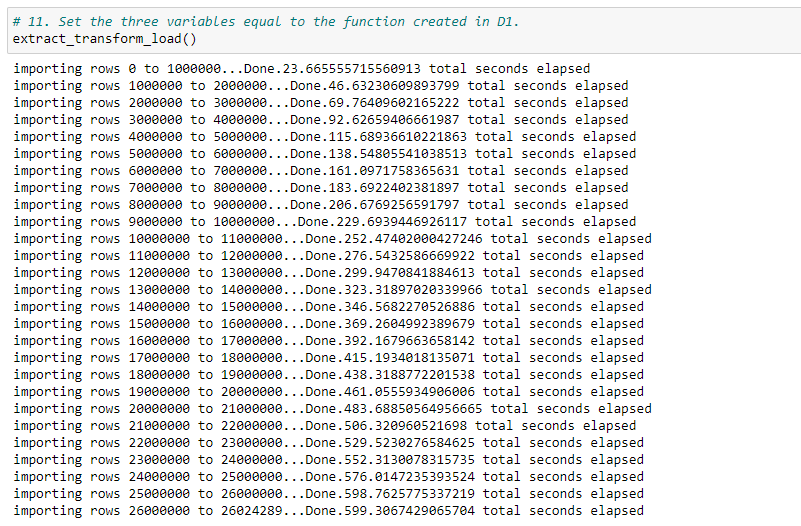 # 11. Set the three variables equal to the function created in D1.
extract_transform_load()
importing rows 0 to 1000000...Done.23.665555715560913 total seconds elapsed
importing rows 1000000 to 2000000...Done.46.63230609893799 total seconds elapsed
importing rows 2000000 to 3000000...Done.69.76409602165222 total seconds elapsed
importing rows 3000000 to 4000000...Done.92.62659406661987 total seconds elapsed
importing rows 4000000 to 5000000...Done.115.68936610221863 total seconds elapsed
importing rows 5000000 to 6000000...Done.138.54805541038513 total seconds elapsed
importing rows 6000000 to 7000000...Done.161.0971758365631 total seconds elapsed
importing rows 7000000 to 8000000...Done.183.6922402381897 total seconds elapsed
importing rows 8000000 to 9000000...Done.206.6769256591797 total seconds elapsed
importing rows 9000000 to 10000000...Done.229.6939446926117 total seconds elapsed
importing rows 10000000 to 11000000...Done.252.47402000427246 total seconds elapsed
importing rows 11000000 to 12000000...Done.276.5432586669922 total seconds elapsed
importing rows 12000000 to 13000000...Done.299.9470841884613 total seconds elapsed
importing rows 13000000 to 14000000...Done.323.31897020339966 total seconds elapsed
importing rows 14000000 to 15000000...Done.346.5682270526886 total seconds elapsed
importing rows 15000000 to 16000000...Done.369.2604992389679 total seconds elapsed
importing rows 16000000 to 17000000...Done.392.1679663658142 total seconds elapsed
importing rows 17000000 to 18000000...Done.415.1934018135071 total seconds elapsed
importing rows 18000000 to 19000000...Done.438.3188772201538 total seconds elapsed
importing rows 19000000 to 20000000...Done.461.0555934906006 total seconds elapsed
importing rows 20000000 to 21000000...Done.483.68850564956665 total seconds elapsed
importing rows 21000000 to 22000000...Done.506.320960521698 total seconds elapsed
importing rows 22000000 to 23000000...Done.529.5230276584625 total seconds elapsed
importing rows 23000000 to 24000000...Done.552.3130078315735 total seconds elapsed
importing rows 24000000 to 25000000...Done.576.0147235393524 total seconds elapsed
importing rows 25000000 to 26000000...Done.598.7625775337219 total seconds elapsed
importing rows 26000000 to 26024289...Done.599.3067429065704 total seconds elapsed